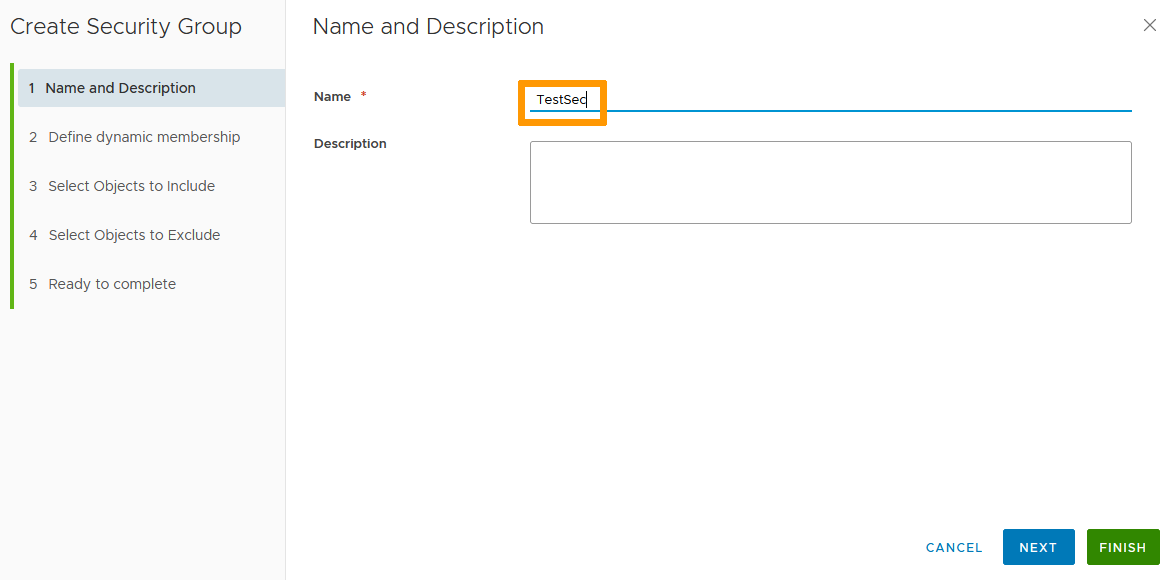 Create Security Group
1 Name and Description
2 Define dynamic membership
3 Select Objects to Include
4 Select Objects to Exclude
5 Ready to complete
Name and Description
Name *
TestSec
Description
CANCEL
NEXT
FINISH